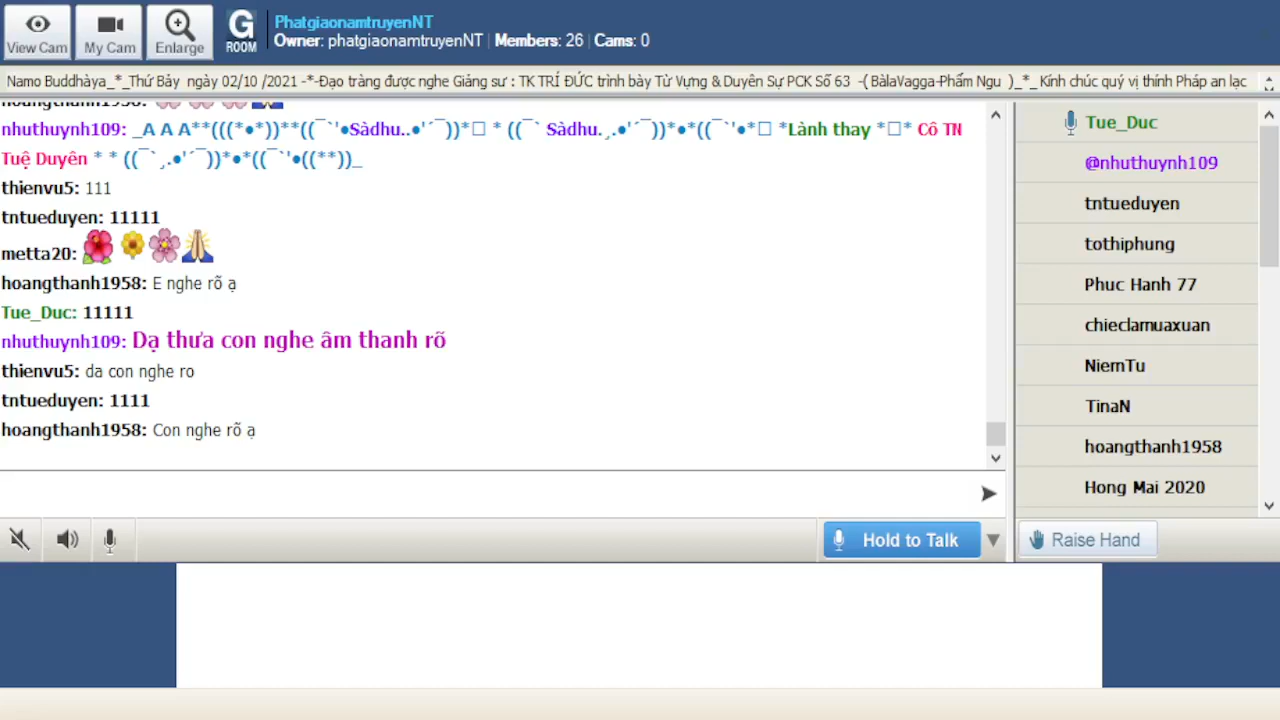 View Cam
My Cam
Enlarge
G
ROOM
PhatgiaonamtruyenNT
Owner: phatgiaonamtruyenNT | Members: 26 | Cams: 0
Namo Buddhàya_*_Thứ Bảy ngày 02/10 /2021 -*-Đạo tràng được nghe Giảng sư : TK TRÍ ĐỨC trình bày Từ Vựng & Duyên Sự PCK Số 63 -( BàlaVagga-Phẩm Ngu )_*_ Kính chúc quý vị thính Pháp an lạc
hoangthanh1958:
nhuthuynh109: _A A A**(((*•*))**((¯`'•Sàdhu..•'´¯))*□ * ((¯` Sàdhu.¸.•'´¯))*•*((¯`'•*□ *Lành thay *□* Cô TN
Tuệ Duyên * * ((¯`¸.•'´¯))*•*((¯`'•((**))_
thienvu5: 111
tntueduyen: 11111
metta20: 🌺🌼🌸🙏
hoangthanh1958: E nghe rõ ạ
Tue_Duc: 11111
nhuthuynh109: Dạ thưa con nghe âm thanh rõ
thienvu5: da con nghe ro
tntueduyen: 1111
hoangthanh1958: Con nghe rõ ạ
Tue_Duc
@nhuthuynh109
tntueduyen
tothiphung
Phuc Hanh 77
chieclamuaxuan
NiemTu
TinaN
hoangthanh1958
Hong Mai 2020
Hold to Talk
Raise Hand